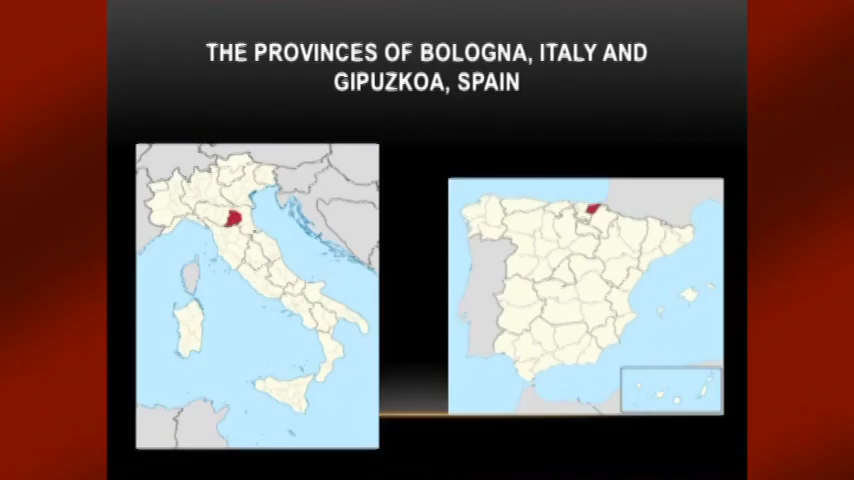 THE PROVINCES OF BOLOGNA, ITALY AND
GIPUZKOA, SPAIN